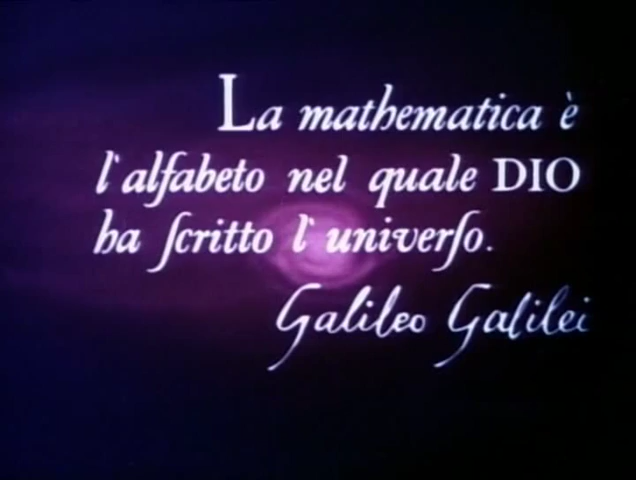 La mathematica è
l'alfabeto nel quale DIO
ha ſcritto l' univerſo.
Galileo Galilei